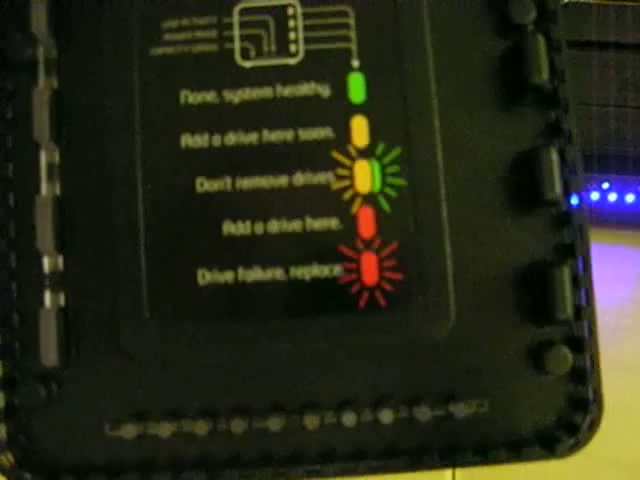 None, system healthy.
Add a drive here soon.
Don't remove drives.
Add a drive here.
Drive failure, replace.